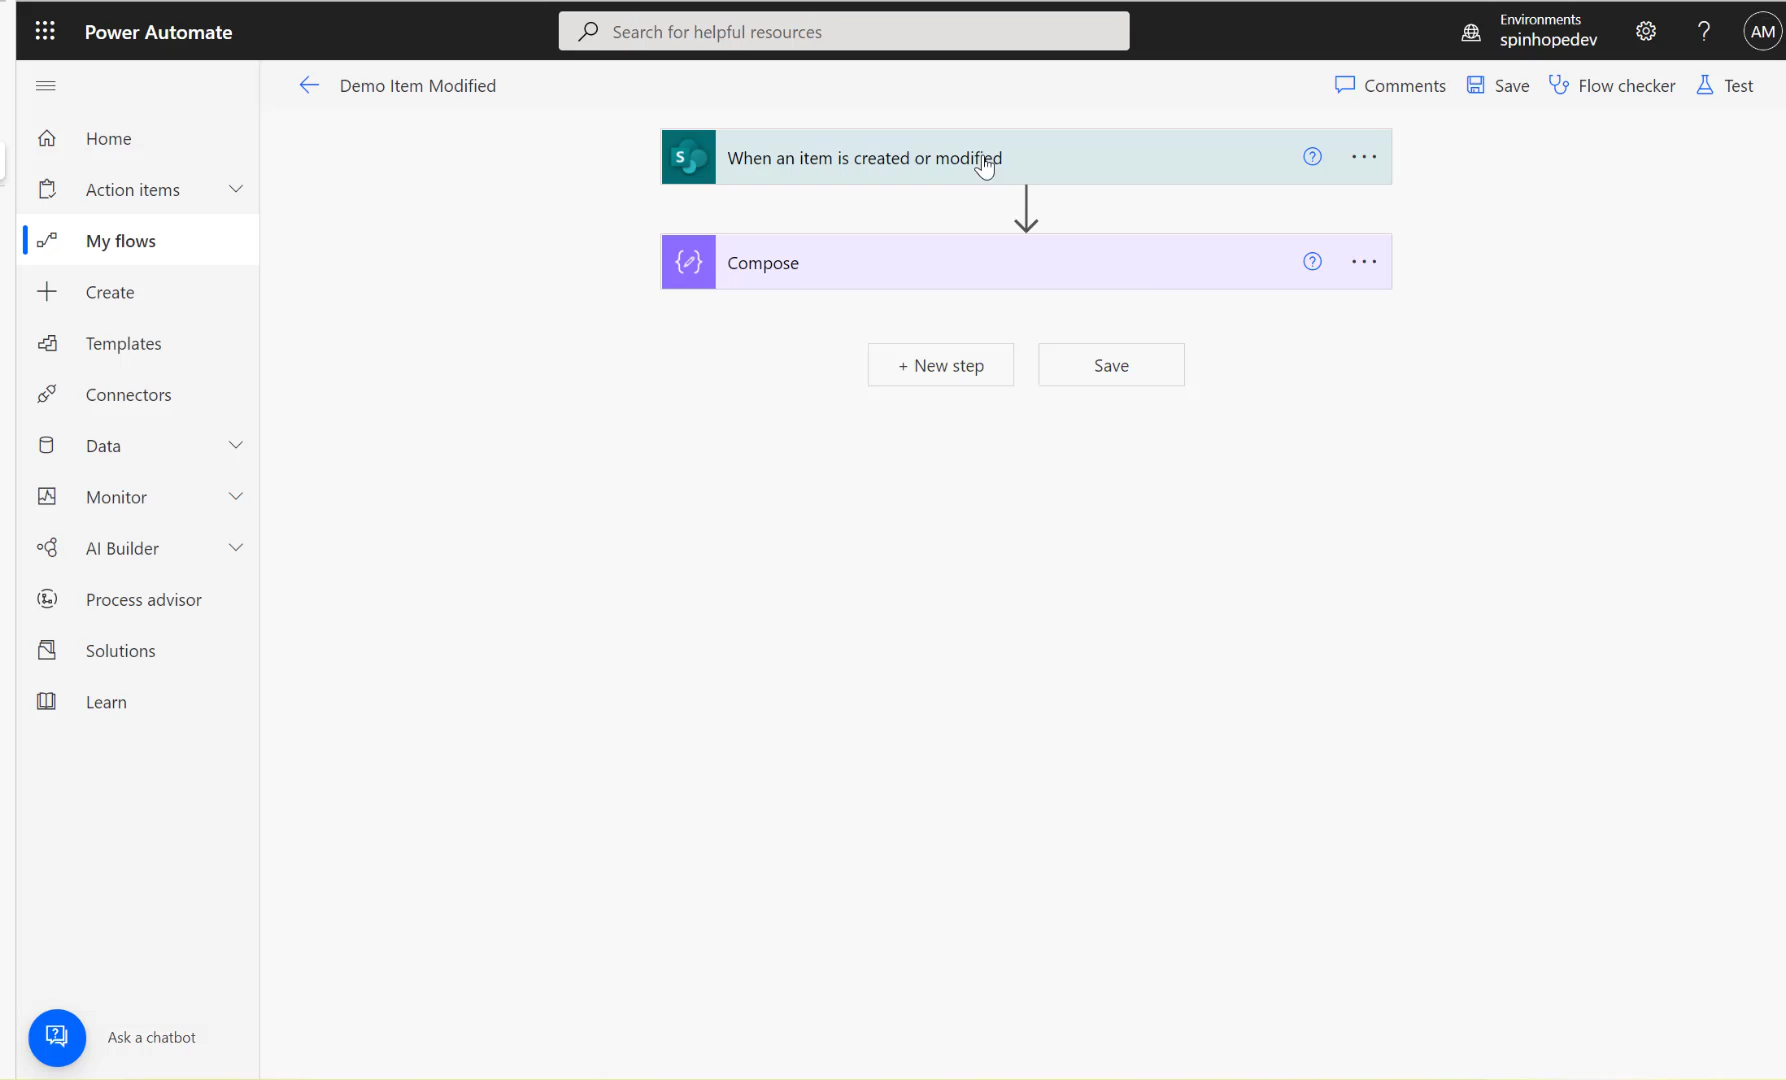 Power Automate
Search for helpful resources
Environments
spinhopedev
?
AM
Demo Item Modified
Comments
Save
Flow checker
Test
Home
Action items
My flows
Create
Templates
Connectors
Data
Monitor
AI Builder
Process advisor
Solutions
Learn
Ask a chatbot
S
When an item is created or modified
?
...
Compose
?
...
+ New step
Save